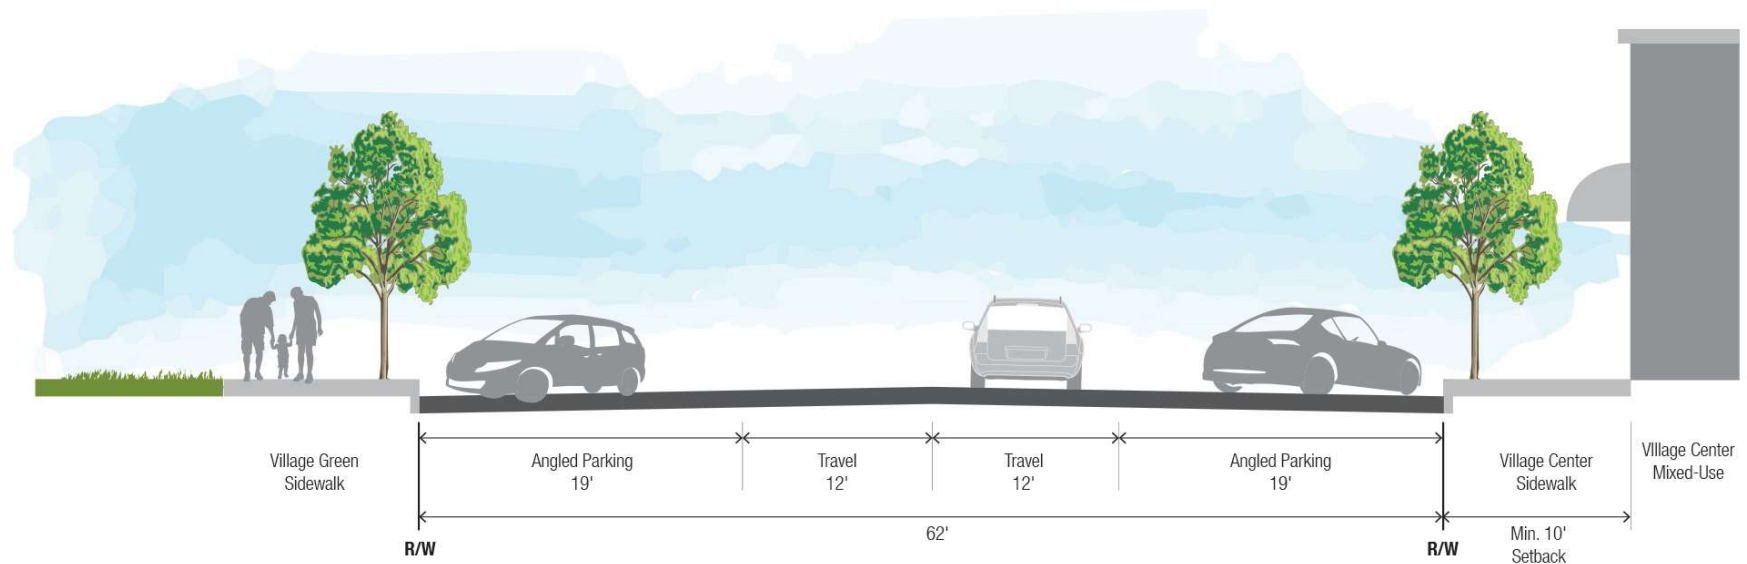 Village Green
Sidewalk
Angled Parking
19'
Travel
12'
Travel
12'
Angled Parking
19'
Village Center
Sidewalk
VIllage Center
Mixed-Use
62'
Min. 10'
Setback
R/W
R/W